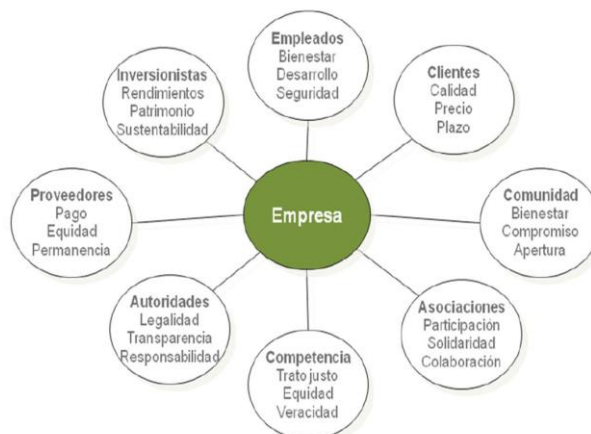 Empleados
Bienestar
Desarrollo
Seguridad
Inversionistas
Rendimientos
Patrimonio
Sustentabilidad
Clientes
Calidad
Precio
Plazo
Proveedores
Pago
Equidad
Permanencia
Empresa
Comunidad
Bienestar
Compromiso
Apertura
Autoridades
Legalidad
Transparencia
Responsabilidad
Asociaciones
Participación
Solidaridad
Colaboración
Competencia
Trato justo
Equidad
Veracidad